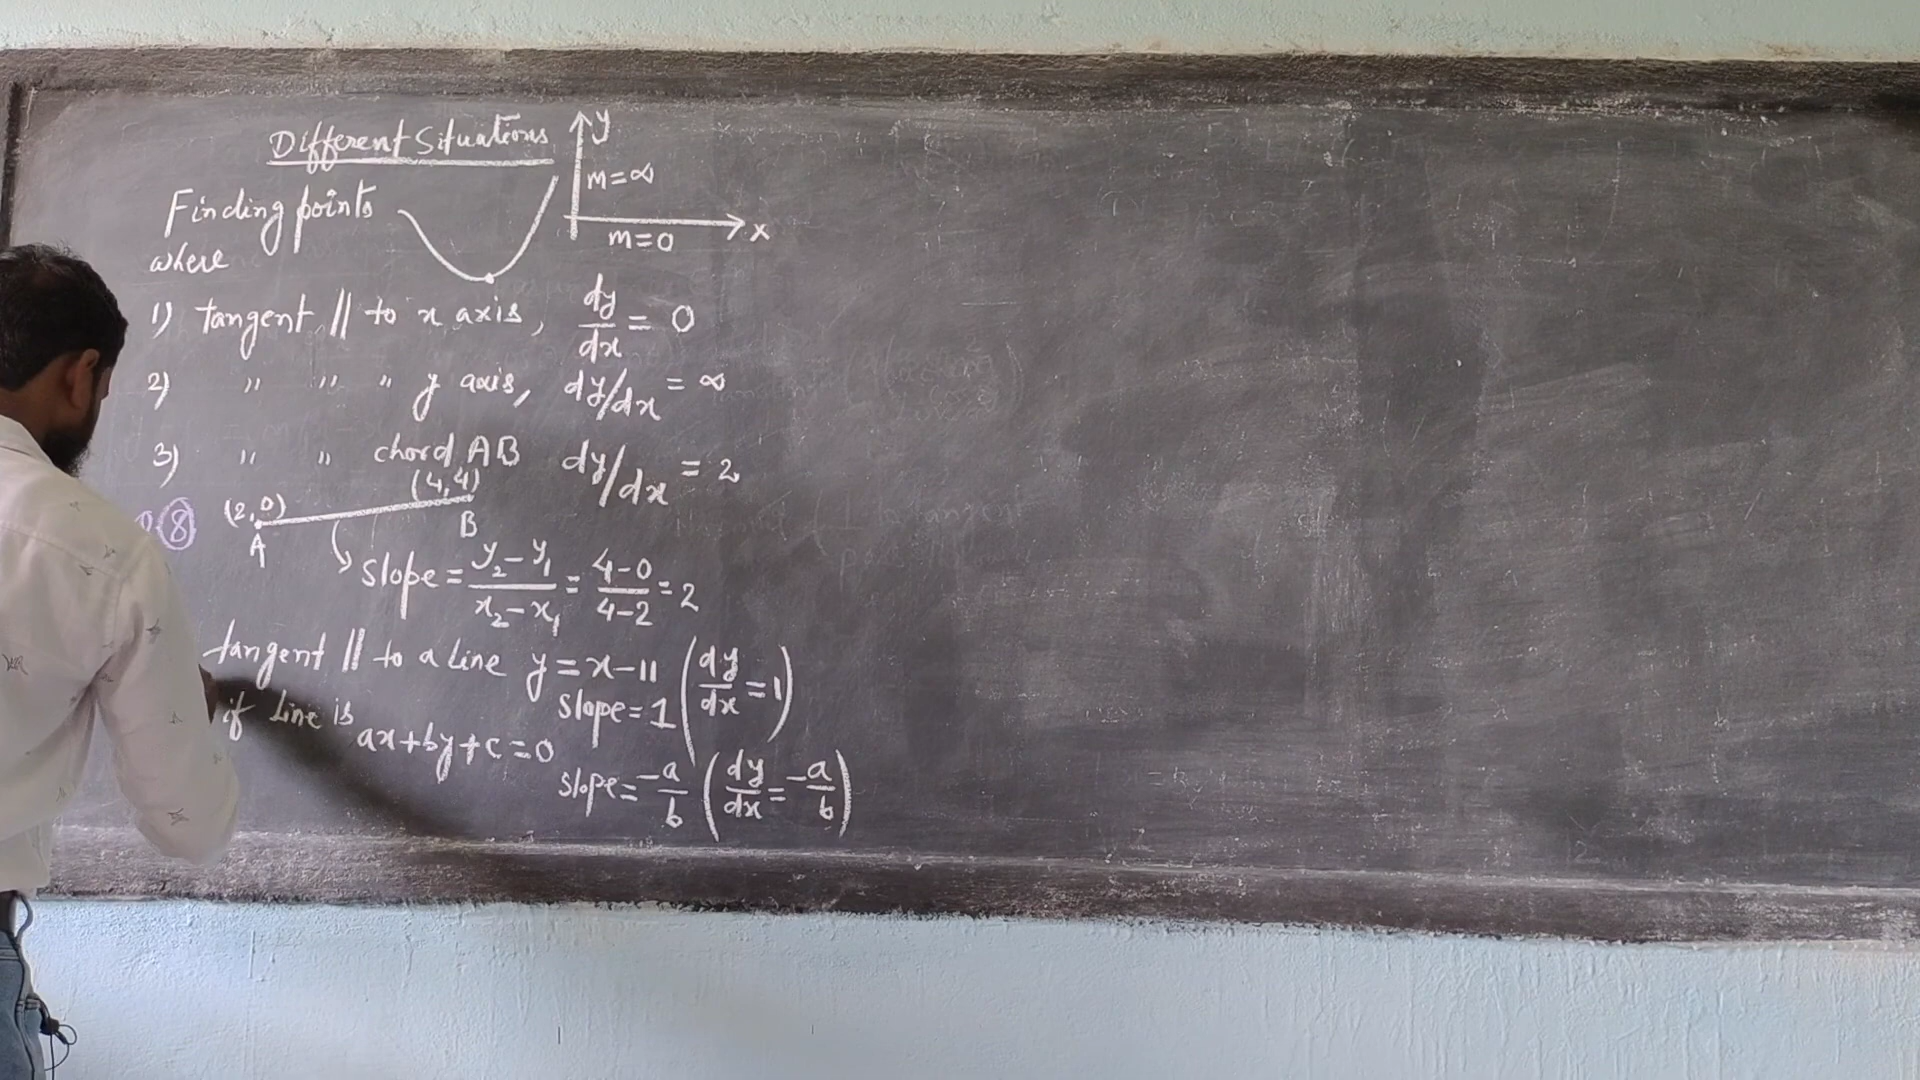 Different Situations
y
m=∞
m=0
x
Finding points
where
1) tangent || to x axis, dy/dx = 0
2) " " " y axis, dy/dx = ∞
3) " " chord AB dy/dx = 2
(2,0) (4,4)
8
A B
slope = y₂-y₁/x₂-x₁ = 4-0/4-2 = 2
tangent || to a line y = x-11 (dy/dx = 1)
slope = 1
if line is
ax+by+c=0
slope = -a/b (dy/dx = -a/b)